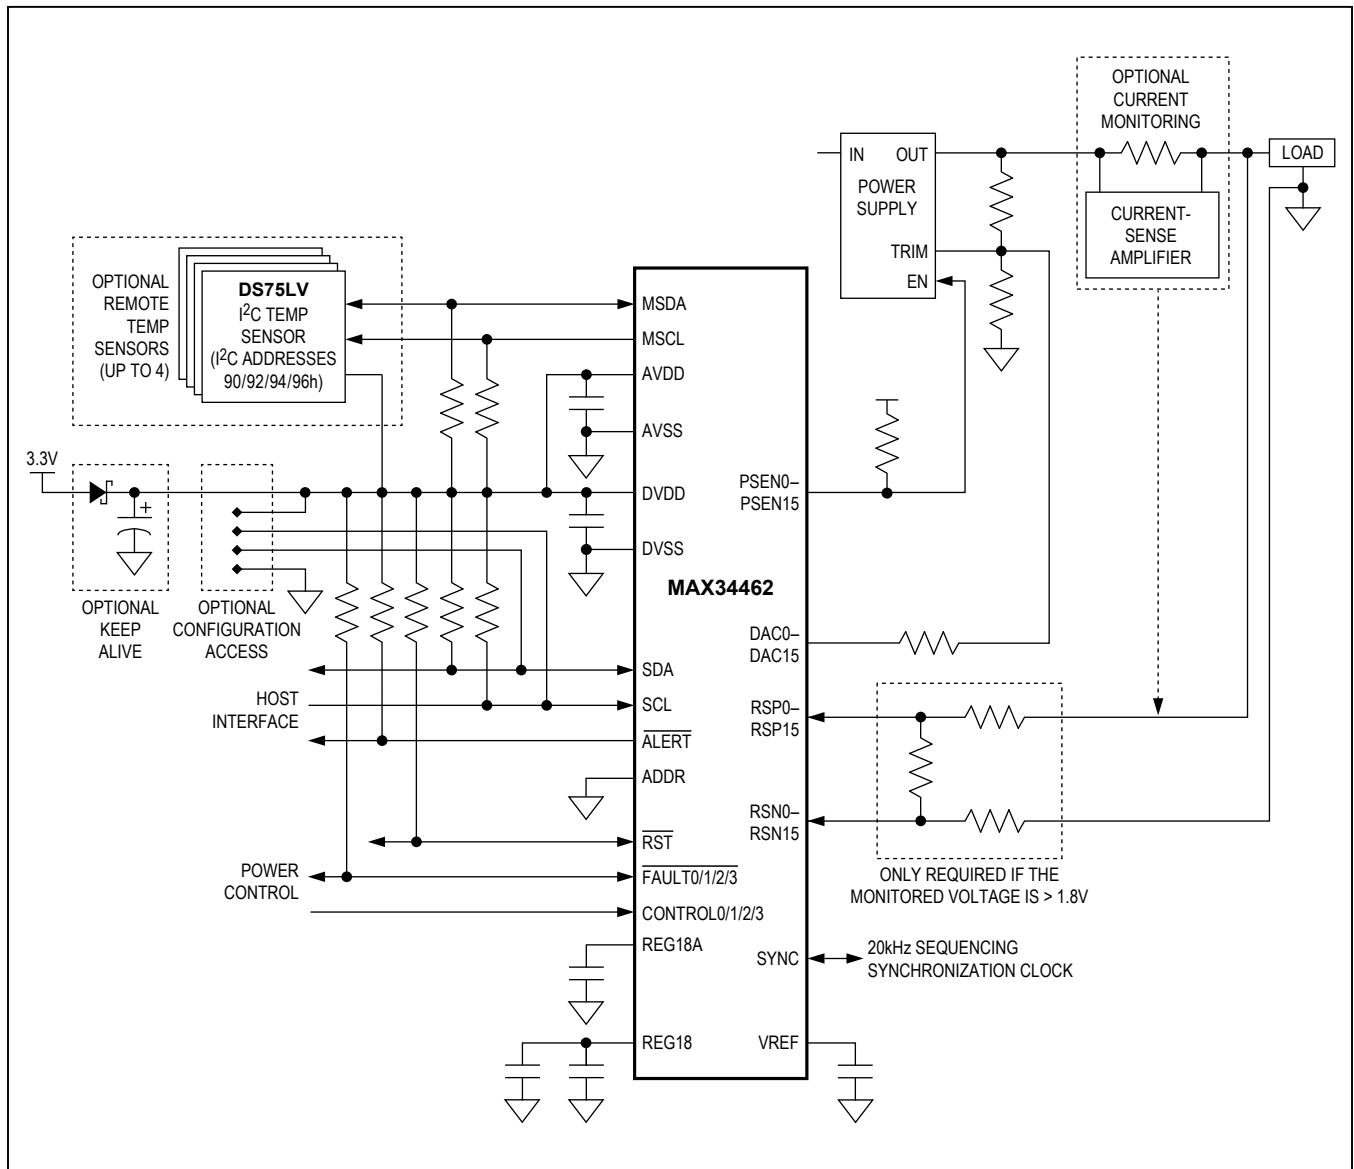 OPTIONAL
CURRENT
MONITORING
IN
OUT
POWER
SUPPLY
TRIM
EN
LOAD
CURRENT-
SENSE
AMPLIFIER
OPTIONAL
REMOTE
TEMP
SENSORS
(UP TO 4)
DS75LV
I2C TEMP
SENSOR
(I2C ADDRESSES
90/92/94/96h)
3.3V
+
OPTIONAL
KEEP
ALIVE
OPTIONAL
CONFIGURATION
ACCESS
HOST
INTERFACE
POWER
CONTROL
MSDA
MSCL
AVDD
AVSS
DVDD
DVSS
MAX34462
SDA
SCL
ALERT
ADDR
RST
FAULT0/1/2/3
CONTROL0/1/2/3
REG18A
REG18
PSEN0–
PSEN15
DAC0–
DAC15
RSP0–
RSP15
RSN0–
RSN15
SYNC
VREF
ONLY REQUIRED IF THE
MONITORED VOLTAGE IS > 1.8V
20kHz SEQUENCING
SYNCHRONIZATION CLOCK